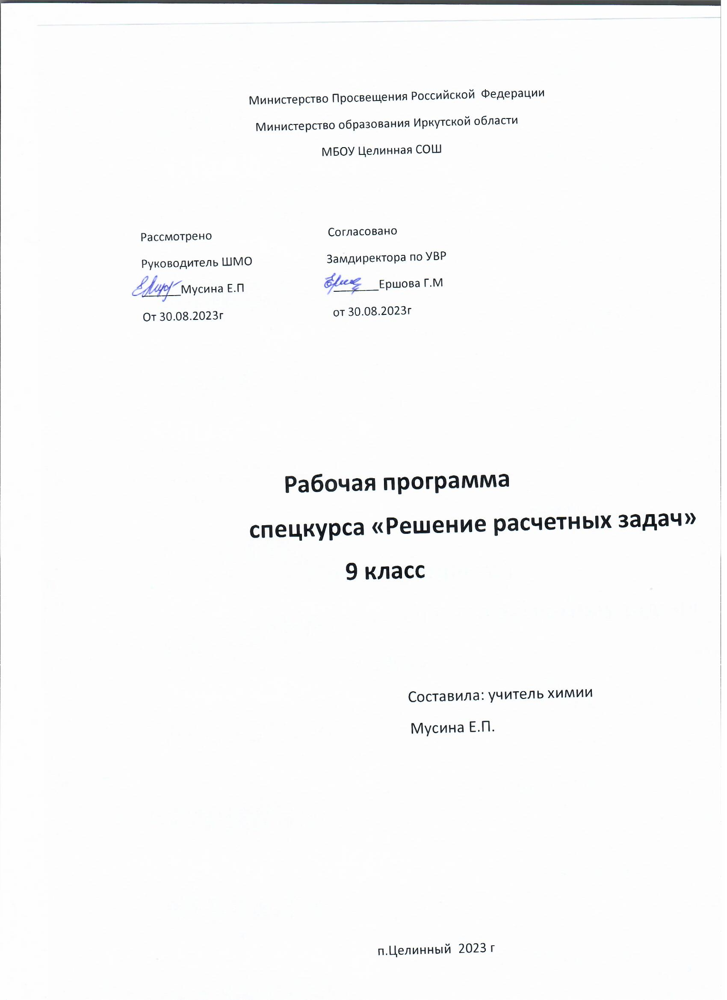 Министерство Просвещения Российской Федерации
Министерство образования Иркутской области
МБОУ Целинная СОШ
Рассмотрено
Руководитель ШМО
______Мусина Е.П
От 30.08.2023г
Согласовано
Замдиректора по УВР
_______Ершова Г.М
от 30.08.2023г
Рабочая программа
спецкурса «Решение расчетных задач»
9 класс
Составила: учитель химии
Мусина Е.П.
п.Целинный 2023 г